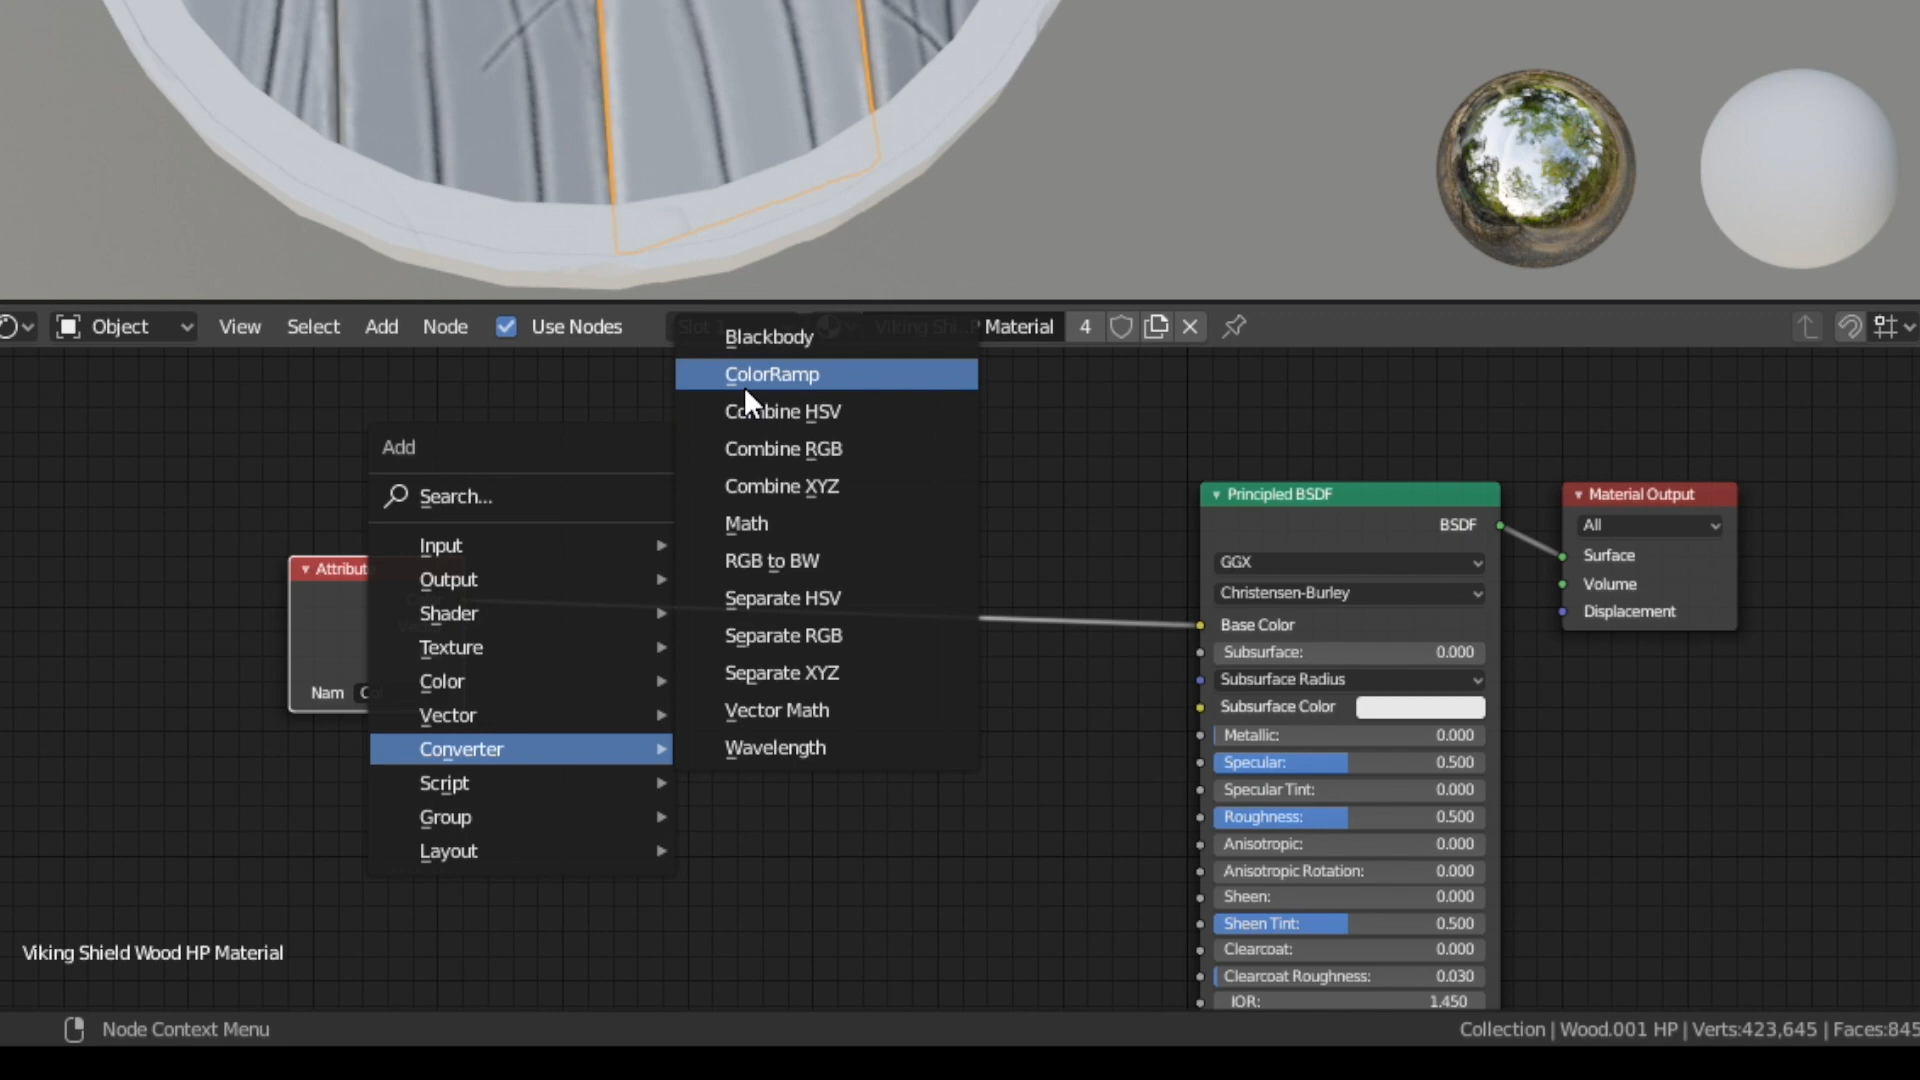 Object View Select Add Node Use Nodes Slot 1 Viking Shi...P Material 4
Blackbody
ColorRamp
Combine HSV
Combine RGB
Combine XYZ
Math
RGB to BW
Separate HSV
Separate RGB
Separate XYZ
Vector Math
Wavelength
Add
Search...
Input
Output
Shader
Texture
Color
Vector
Converter
Script
Group
Layout
Attribut
Nam
Principled BSDF
BSDF
GGX
Christensen-Burley
Base Color
Subsurface: 0.000
Subsurface Radius
Subsurface Color
Metallic: 0.000
Specular: 0.500
Specular Tint: 0.000
Roughness: 0.500
Anisotropic: 0.000
Anisotropic Rotation: 0.000
Sheen: 0.000
Sheen Tint: 0.500
Clearcoat: 0.000
Clearcoat Roughness: 0.030
IOR: 1.450
Material Output
All
Surface
Volume
Displacement
Viking Shield Wood HP Material
Node Context Menu
Collection | Wood.001 HP | Verts:423,645 | Faces:845